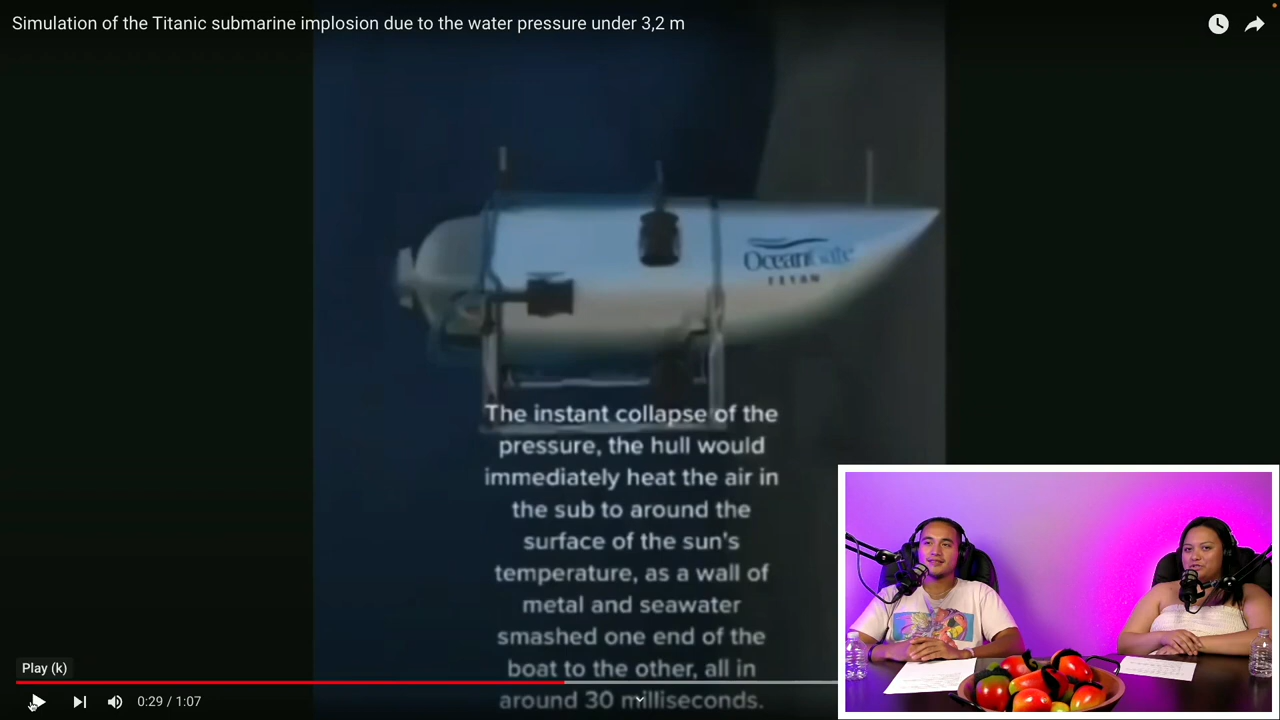 Simulation of the Titanic submarine implosion due to the water pressure under 3,2 m
OceanGate
The instant collapse of the
pressure, the hull would
immediately heat the air in
the sub to around the
surface of the sun's
temperature, as a wall of
metal and seawater
smashed one end of the
boat to the other, all in
around 30 milliseconds.
Play (k)
0:29 / 1:07